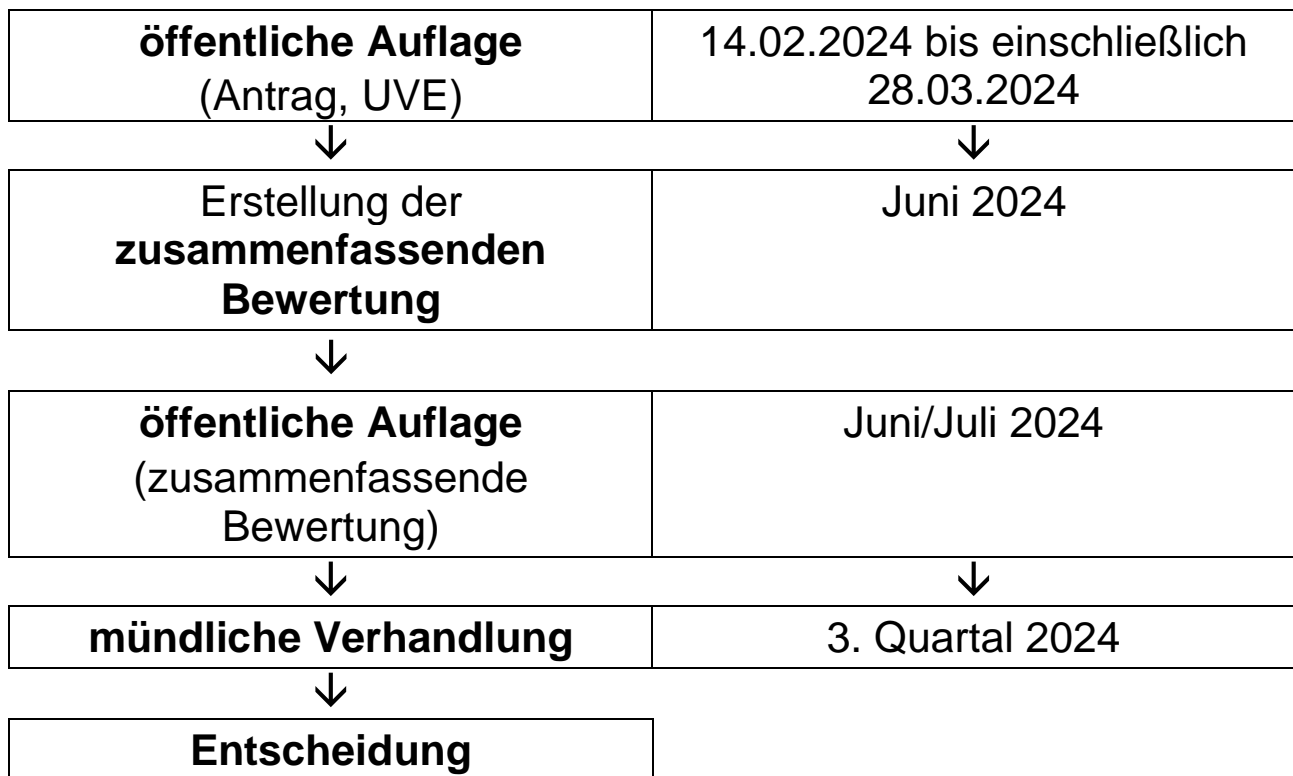 öffentliche Auflage
(Antrag, UVE)
14.02.2024 bis einschließlich
28.03.2024
Erstellung der
zusammenfassenden
Bewertung
Juni 2024
öffentliche Auflage
(zusammenfassende
Bewertung)
Juni/Juli 2024
mündliche Verhandlung
3. Quartal 2024
Entscheidung